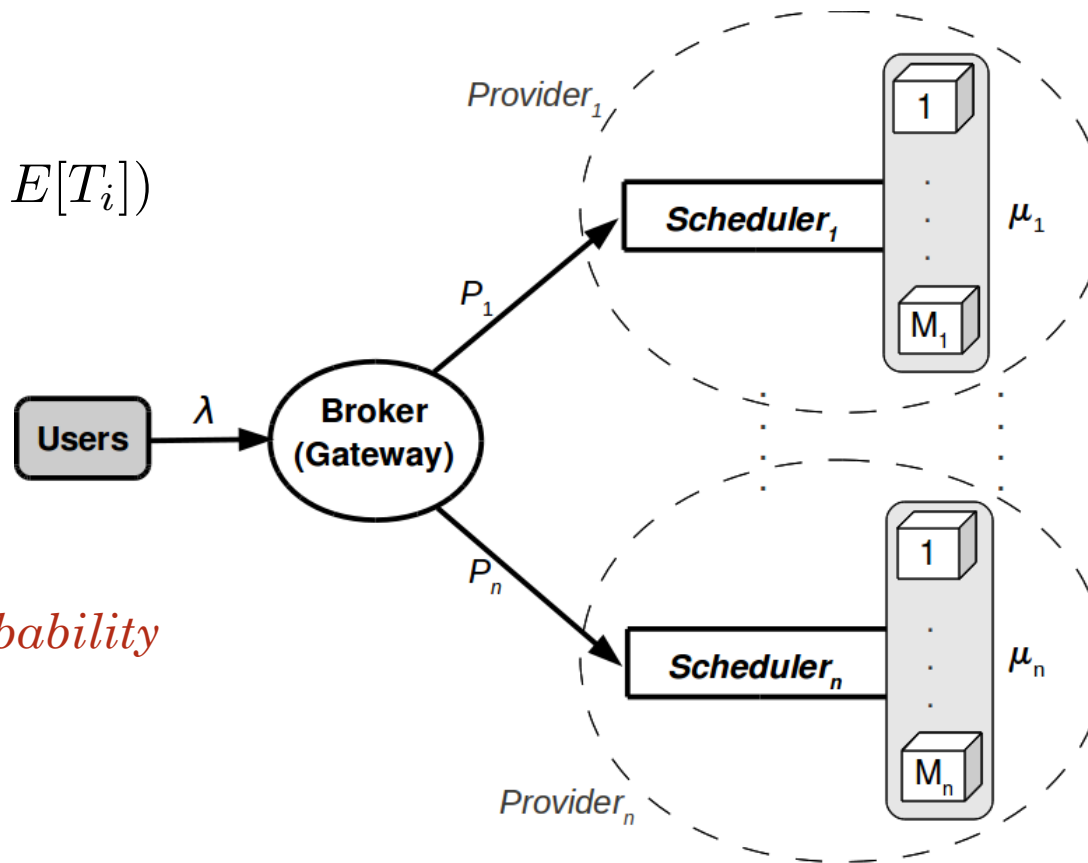 Provider₁
1
E[Tᵢ])
.
.
.
Scheduler₁
μ₁
P₁
M₁
λ
Users
Broker
(Gateway)
1
Pₙ
bability
.
.
.
Schedulerₙ
μₙ
Mₙ
Providerₙ